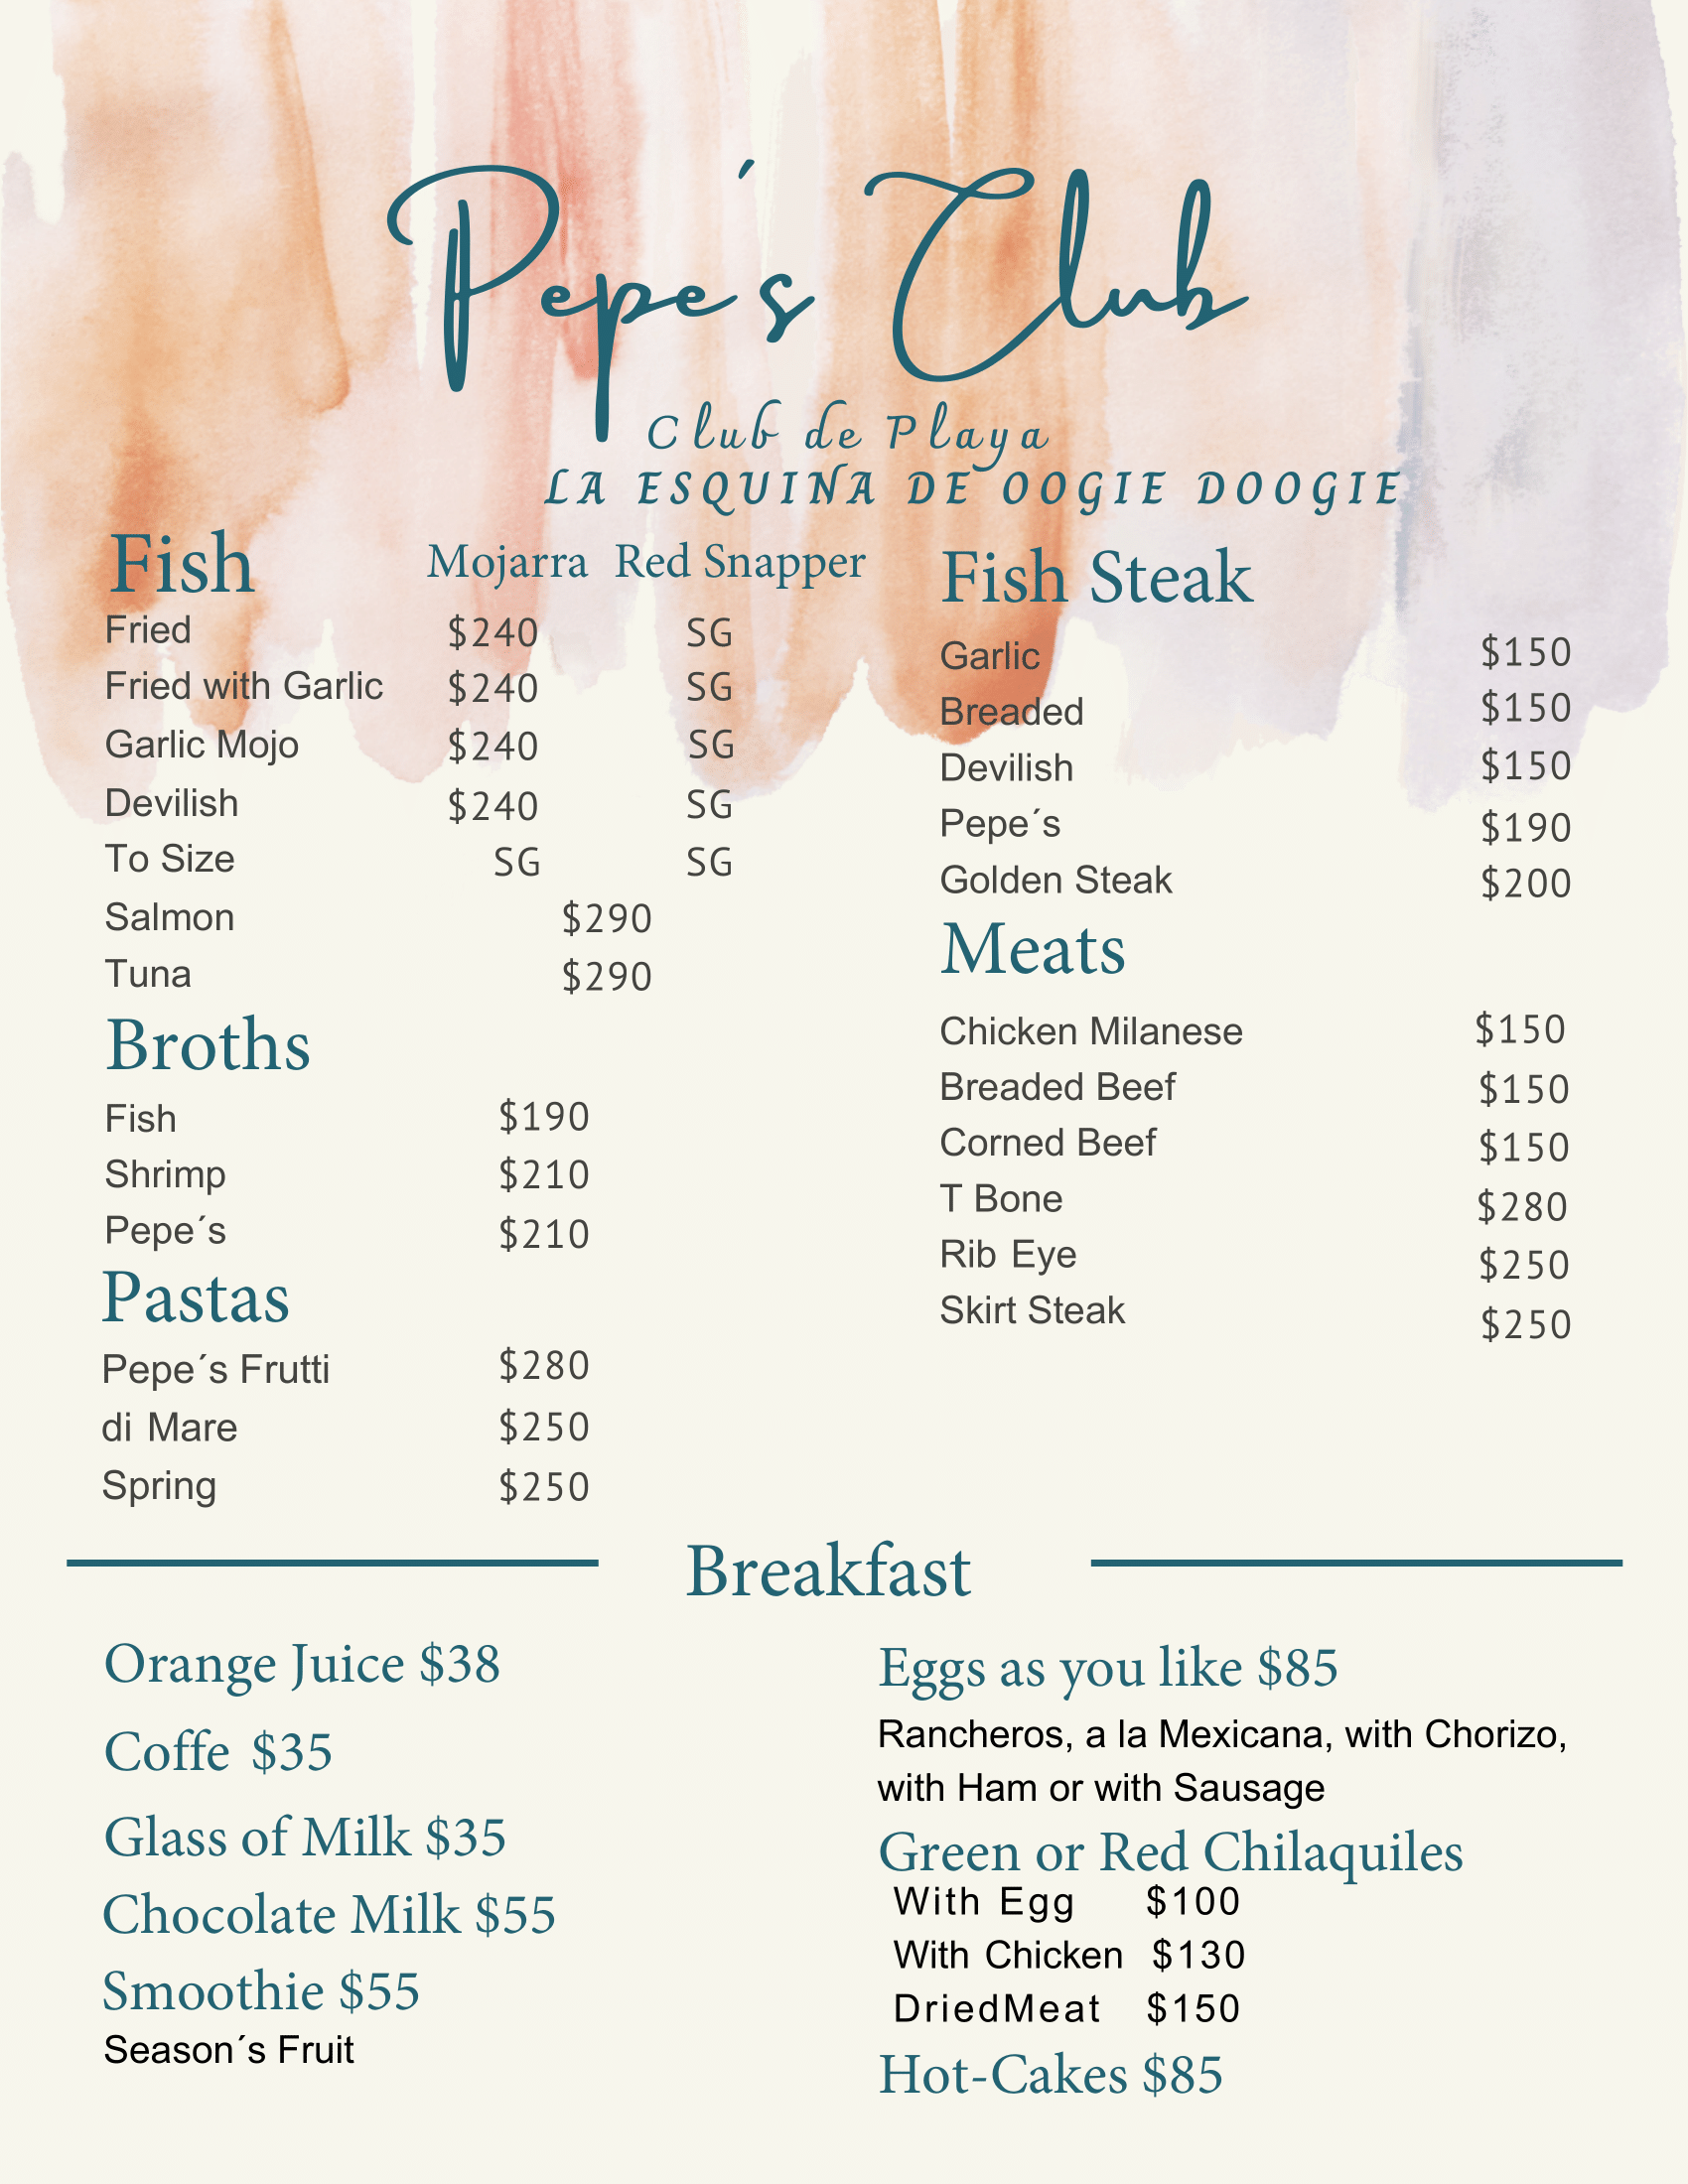 Pepe´s Club
Club de Playa
LA ESQUINA DE OOGIE DOOGIE
Fish Mojarra Red Snapper
Fried $240 SG
Fried with Garlic $240 SG
Garlic Mojo $240 SG
Devilish $240 SG
To Size SG SG
Salmon $290
Tuna $290
Broths
Fish $190
Shrimp $210
Pepe´s $210
Pastas
Pepe´s Frutti $280
di Mare $250
Spring $250
Fish Steak
Garlic $150
Breaded $150
Devilish $150
Pepe´s $190
Golden Steak $200
Meats
Chicken Milanese $150
Breaded Beef $150
Corned Beef $150
T Bone $280
Rib Eye $250
Skirt Steak $250
Breakfast
Orange Juice $38
Coffe $35
Glass of Milk $35
Chocolate Milk $55
Smoothie $55
Season´s Fruit
Eggs as you like $85
Rancheros, a la Mexicana, with Chorizo,
with Ham or with Sausage
Green or Red Chilaquiles
With Egg $100
With Chicken $130
DriedMeat $150
Hot-Cakes $85